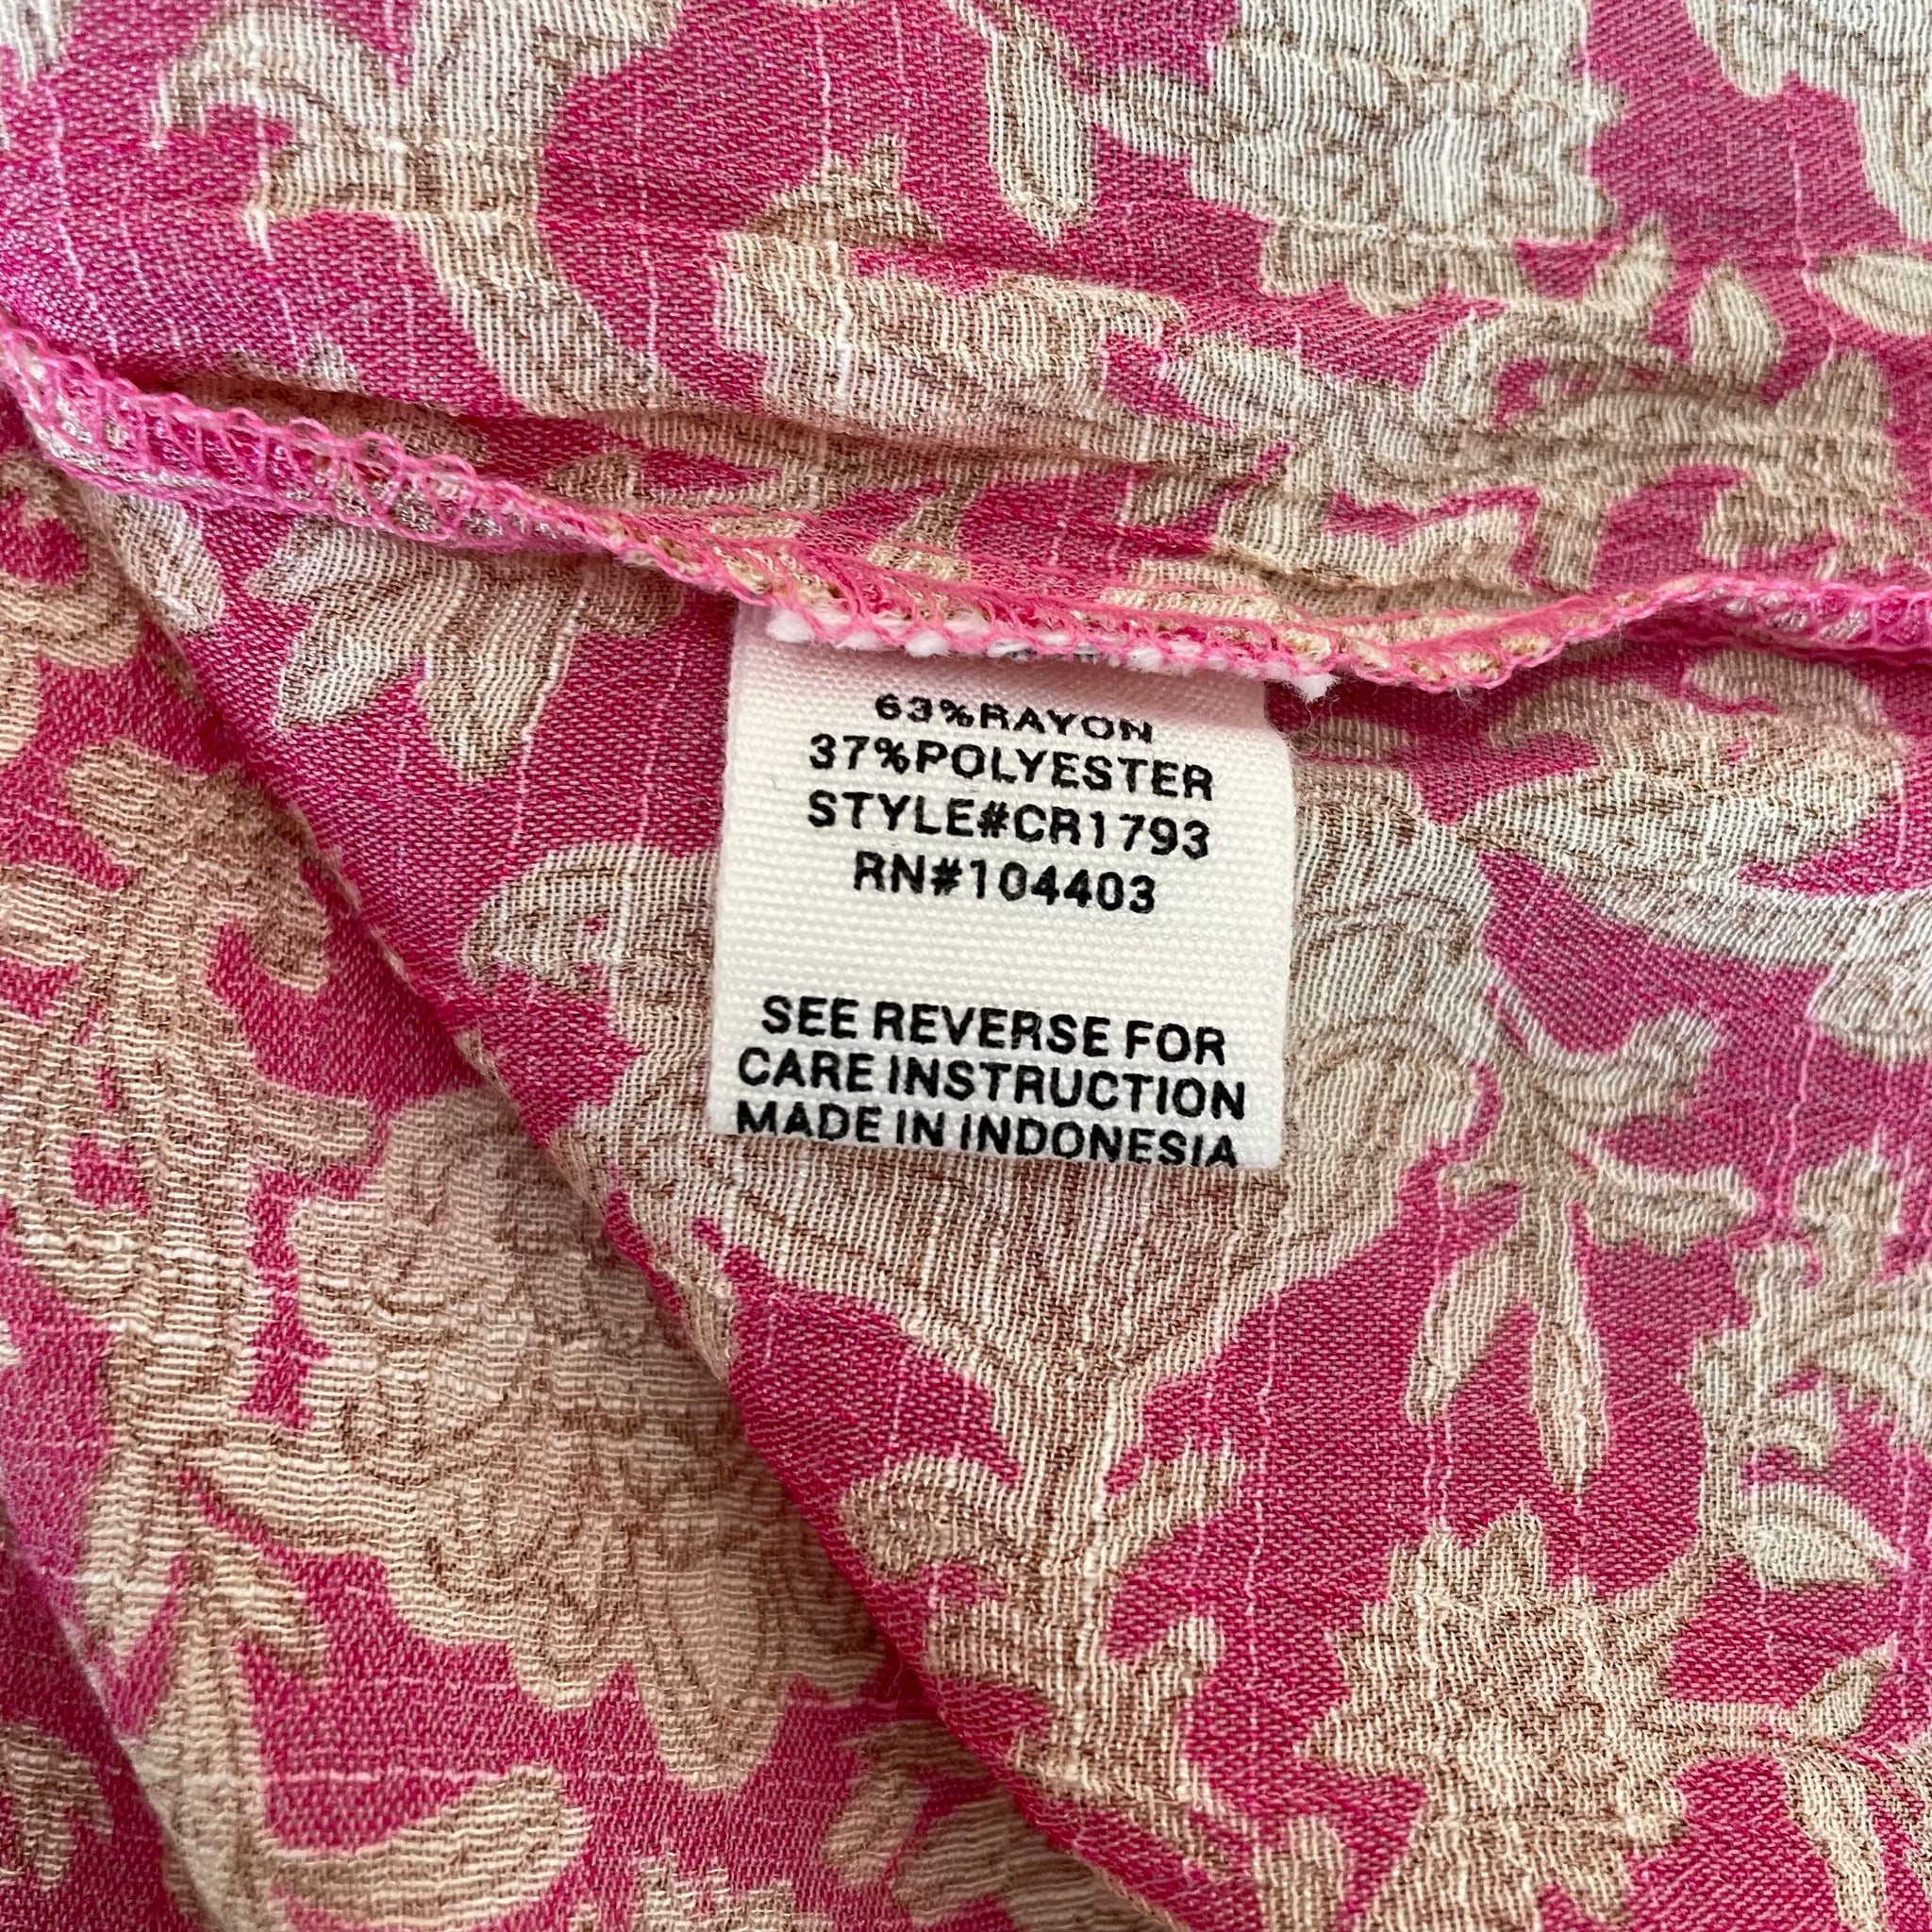 63%RAYON
37%POLYESTER
STYLE#CR1793
RN#104403
SEE REVERSE FOR
CARE INSTRUCTION
MADE IN INDONESIA